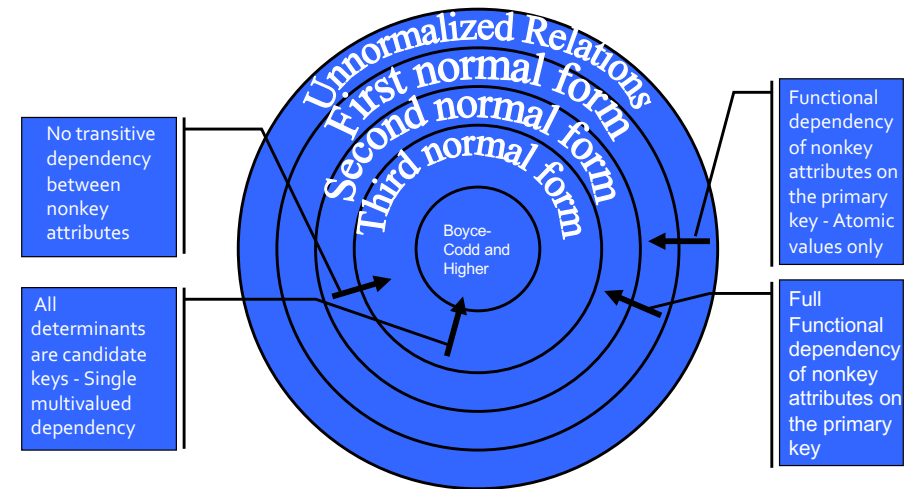 Unnormalized Relations
First normal form
Second normal form
Third normal form
Boyce-
Codd and
Higher
No transitive
dependency
between
nonkey
attributes
All
determinants
are candidate
keys - Single
multivalued
dependency
Functional
dependency
of nonkey
attributes on
the primary
key - Atomic
values only
Full
Functional
dependency
of nonkey
attributes on
the primary
key